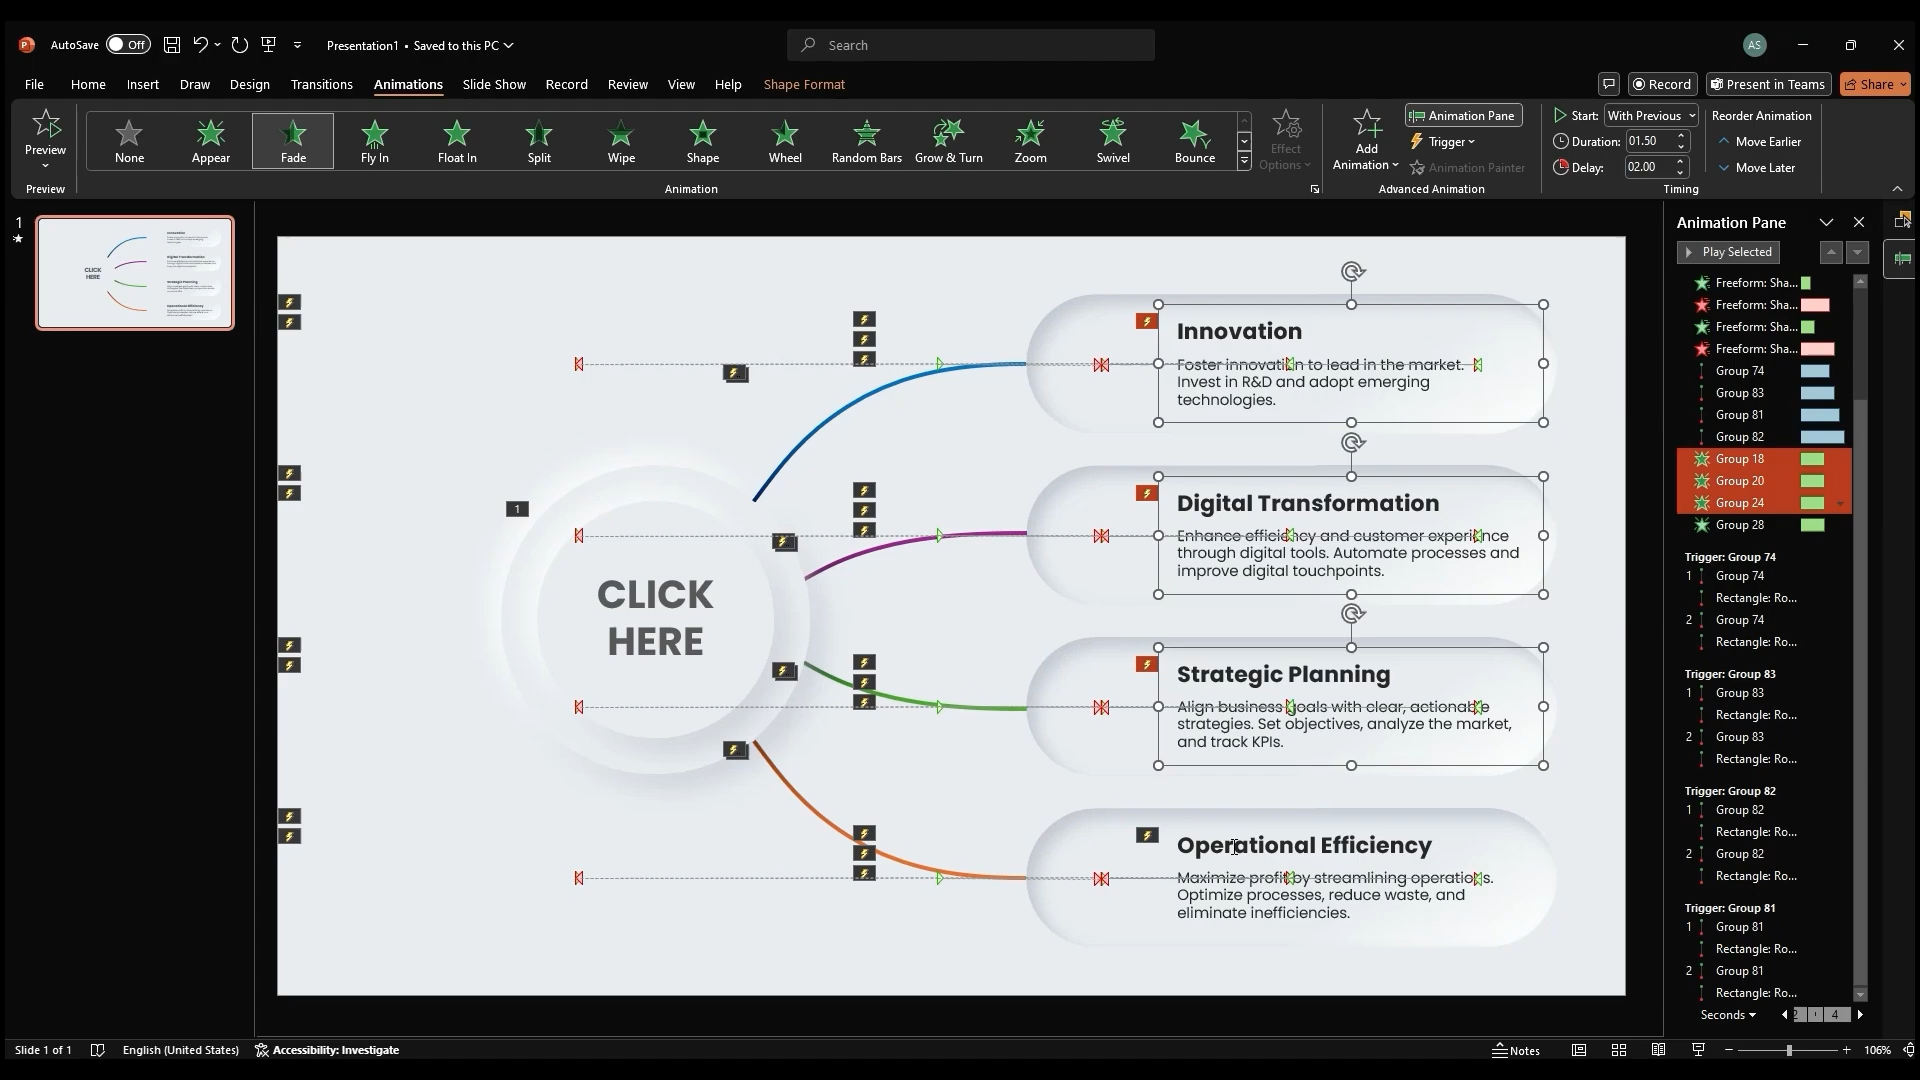 AutoSave Off Presentation1 • Saved to this PC Search AS
File Home Insert Draw Design Transitions Animations Slide Show Record Review View Help Shape Format Record Present in Teams Share
Preview None Appear Fade Fly In Float In Split Wipe Shape Wheel Random Bars Grow & Turn Zoom Swivel Bounce Effect Options Add Animation Animation Pane Trigger Animation Painter
Start: With Previous
Duration: 01.50
Delay: 02.00
Reorder Animation
Move Earlier
Move Later
Preview Animation Advanced Animation Timing
1
CLICK
HERE
Innovation
Foster innovation to lead in the market.
Invest in R&D and adopt emerging
technologies.
Digital Transformation
Enhance efficiency and customer experience
through digital tools. Automate processes and
improve digital touchpoints.
Strategic Planning
Align business goals with clear, actionable
strategies. Set objectives, analyze the market,
and track KPIs.
Operational Efficiency
Maximize profit by streamlining operations.
Optimize processes, reduce waste, and
eliminate inefficiencies.
1
CLICK
HERE
Innovation
Digital Transformation
Strategic Planning
Operational Efficiency
Animation Pane
Play Selected
Freeform: Sha...
Freeform: Sha...
Freeform: Sha...
Freeform: Sha...
Group 74
Group 83
Group 81
Group 82
Group 18
Group 20
Group 24
Group 28
Trigger: Group 74
1 Group 74
Rectangle: Ro...
2 Group 74
Rectangle: Ro...
Trigger: Group 83
1 Group 83
Rectangle: Ro...
2 Group 83
Rectangle: Ro...
Trigger: Group 82
1 Group 82
Rectangle: Ro...
2 Group 82
Rectangle: Ro...
Trigger: Group 81
1 Group 81
Rectangle: Ro...
2 Group 81
Rectangle: Ro...
Seconds 2 4
Slide 1 of 1 English (United States) Accessibility: Investigate Notes 106%